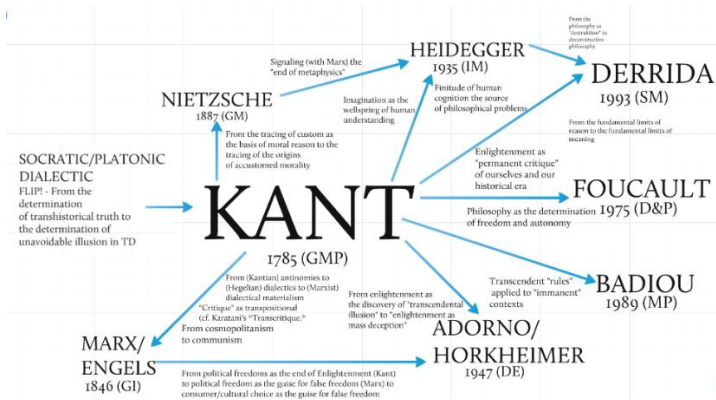 From the
philosophy as
to deconstructive
philosophy
HEIDEGGER
1935 (IM)
Signaling (with Marx) the
"end of metaphysics"
DERRIDA
1993 (SM)
NIETZSCHE
1887 (GM)
Imagination as the
wellspring of human
understanding
Finitude of human
cognition the source
of philosophical problems
From the fundamental limits of
reason to the fundamental limits of
meaning
From the tracing of custom as
the basis of moral reason to the
tracing of the origins
of accustomed morality
Enlightenment as
"permanent critique"
of ourselves and our
historical era
SOCRATIC/PLATONIC
DIALECTIC
FLIP! - From the
determination
of transhistorical truth to
the determination of
unavoidable illusion in TD
KANT
1785 (GMP)
FOUCAULT
1975 (D&P)
Philosophy as the determination
of freedom and autonomy
From (Kantian) antinomies to
(Hegelian) dialectics to (Marxist)
dialectical materialism
"Critique" as transpositional
(cf. Karatani's "Transcritique."
From cosmopolitanism
to communism
From enlightenment as
the discovery of "transcendental
illusion" to "enlightenment as
mass deception"
Transcendent "rules"
applied to "immanent"
contexts
BADIOU
1989 (MP)
MARX/
ENGELS
1846 (GI)
ADORNO/
HORKHEIMER
1947 (DE)
From political freedoms as the end of Enlightenment (Kant)
to political freedom as the guise for false freedom (Marx) to
consumer/cultural choice as the guise for false freedom